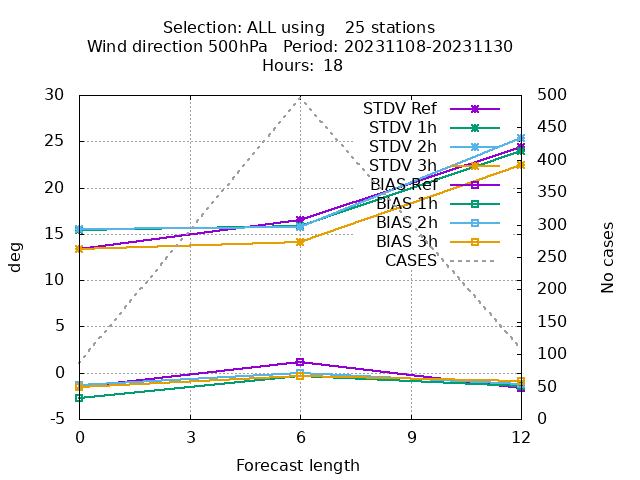 Selection: ALL using    25 stations
Wind direction 500hPa   Period: 20231108-20231130
Hours: 18
30
25
20
15
10
5
0
-5
500
450
400
350
300
250
200
150
100
50
0
STDV Ref
STDV 1h
STDV 2h
STDV 3h
BIAS Ref
BIAS 1h
BIAS 2h
BIAS 3h
CASES
deg
No cases
0 3 6 9 12
Forecast length